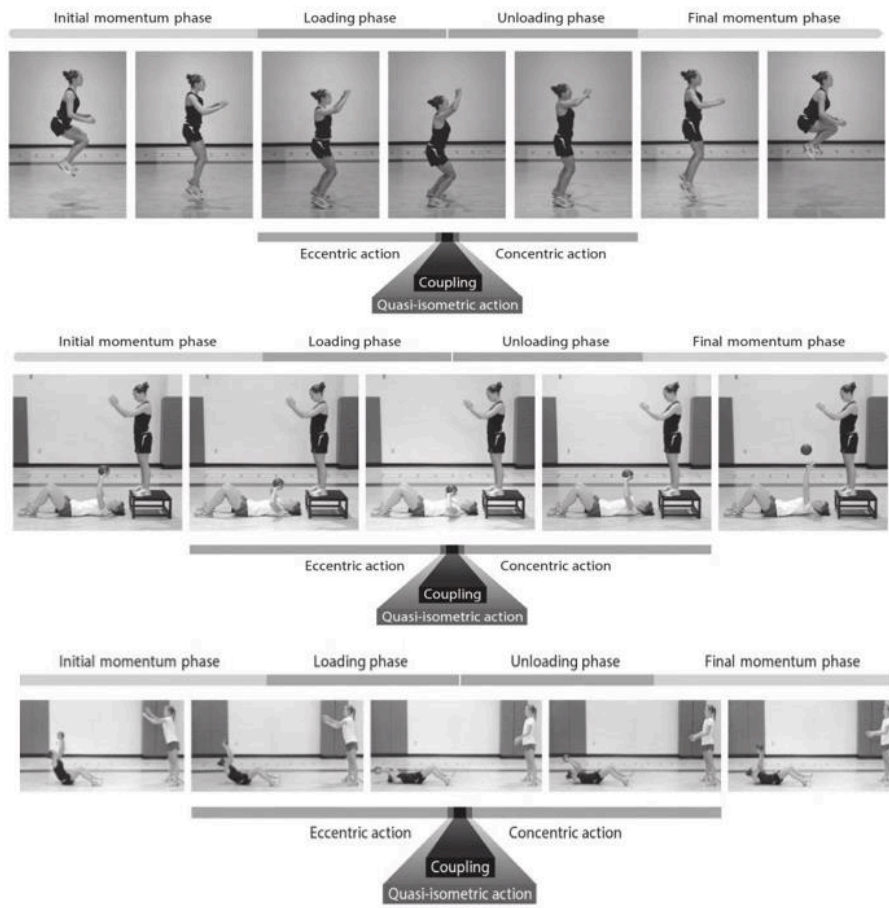 Initial momentum phase Loading phase Unloading phase Final momentum phase
Eccentric action Concentric action
Coupling
Quasi-isometric action
Initial momentum phase Loading phase Unloading phase Final momentum phase
Eccentric action Concentric action
Coupling
Quasi-isometric action
Initial momentum phase Loading phase Unloading phase Final momentum phase
Eccentric action Concentric action
Coupling
Quasi-isometric action